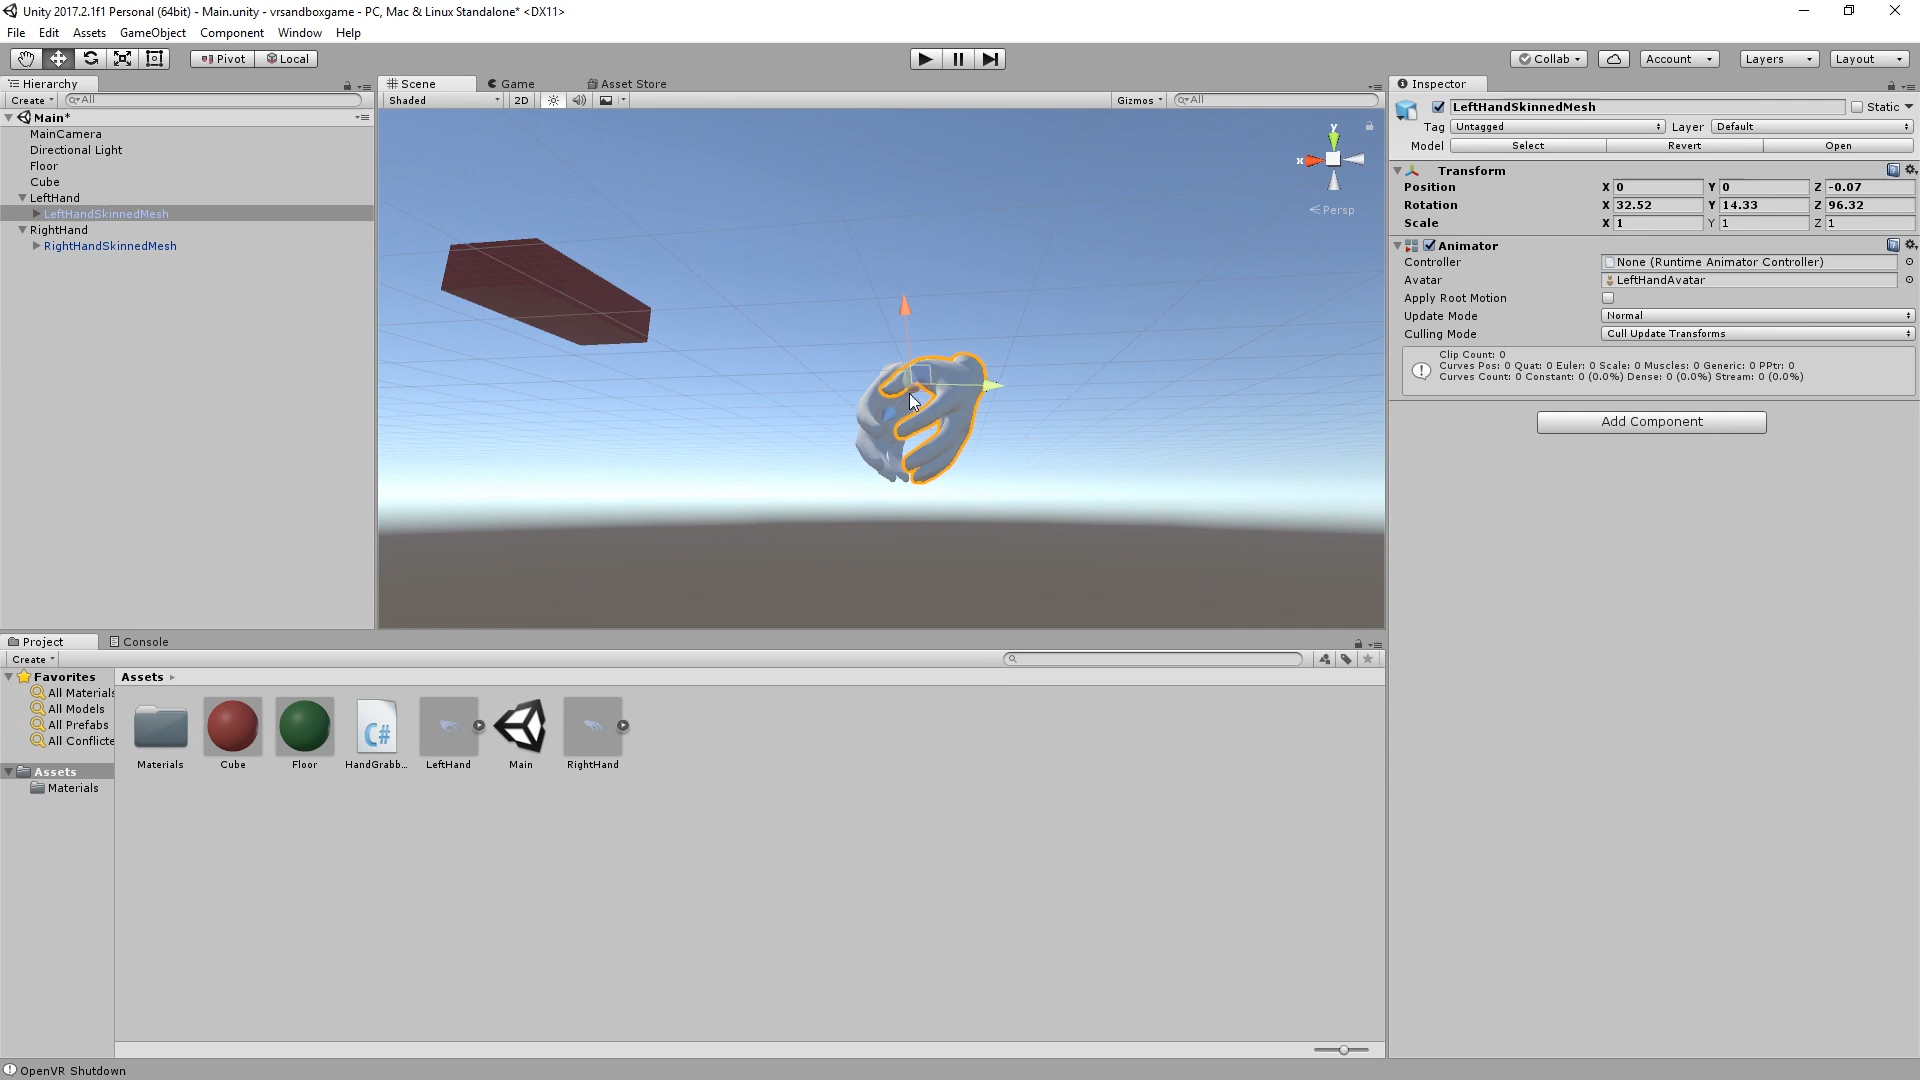 Unity 2017.2.1f1 Personal (64bit) - Main.unity - vrsandboxgame - PC, Mac & Linux Standalone* <DX11>
File Edit Assets GameObject Component Window Help
Pivot Local Collab Account Layers Layout
Hierarchy
Create All
Main*
MainCamera
Directional Light
Floor
Cube
LeftHand
LeftHandSkinnedMesh
RightHand
RightHandSkinnedMesh
Scene Game Asset Store
Shaded 2D Gizmos All
y
x
Persp
Inspector
LeftHandSkinnedMesh Static
Tag Untagged Layer Default
Model Select Revert Open
Transform
Position X 0 Y 0 Z -0.07
Rotation X 32.52 Y 14.33 Z 96.32
Scale X 1 Y 1 Z 1
Animator
Controller None (Runtime Animator Controller)
Avatar LeftHandAvatar
Apply Root Motion
Update Mode Normal
Culling Mode Cull Update Transforms
Clip Count: 0
Curves Pos: 0 Quat: 0 Euler: 0 Scale: 0 Muscles: 0 Generic: 0 PPtr: 0
Curves Count: 0 Constant: 0 (0.0%) Dense: 0 (0.0%) Stream: 0 (0.0%)
Add Component
Project Console
Create
Favorites
All Materials
All Models
All Prefabs
All Conflicte
Assets
Materials
Assets
Materials Cube Floor HandGrabb... LeftHand Main RightHand
C#
OpenVR Shutdown